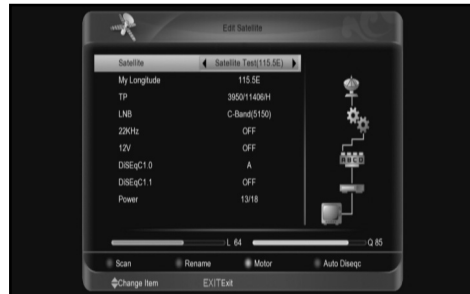 Edit Satellite
Satellite Satellite Test(115.5E)
My Longitude 115.5E
TP 3950/11406/H
LNB C-Band(5150)
22KHz OFF
12V OFF
DiSEqC1.0 A
DiSEqC1.1 OFF
Power 13/18
A B C D
L 64 Q 85
Scan Rename Motor Auto Diseqc
Change Item EXITExit